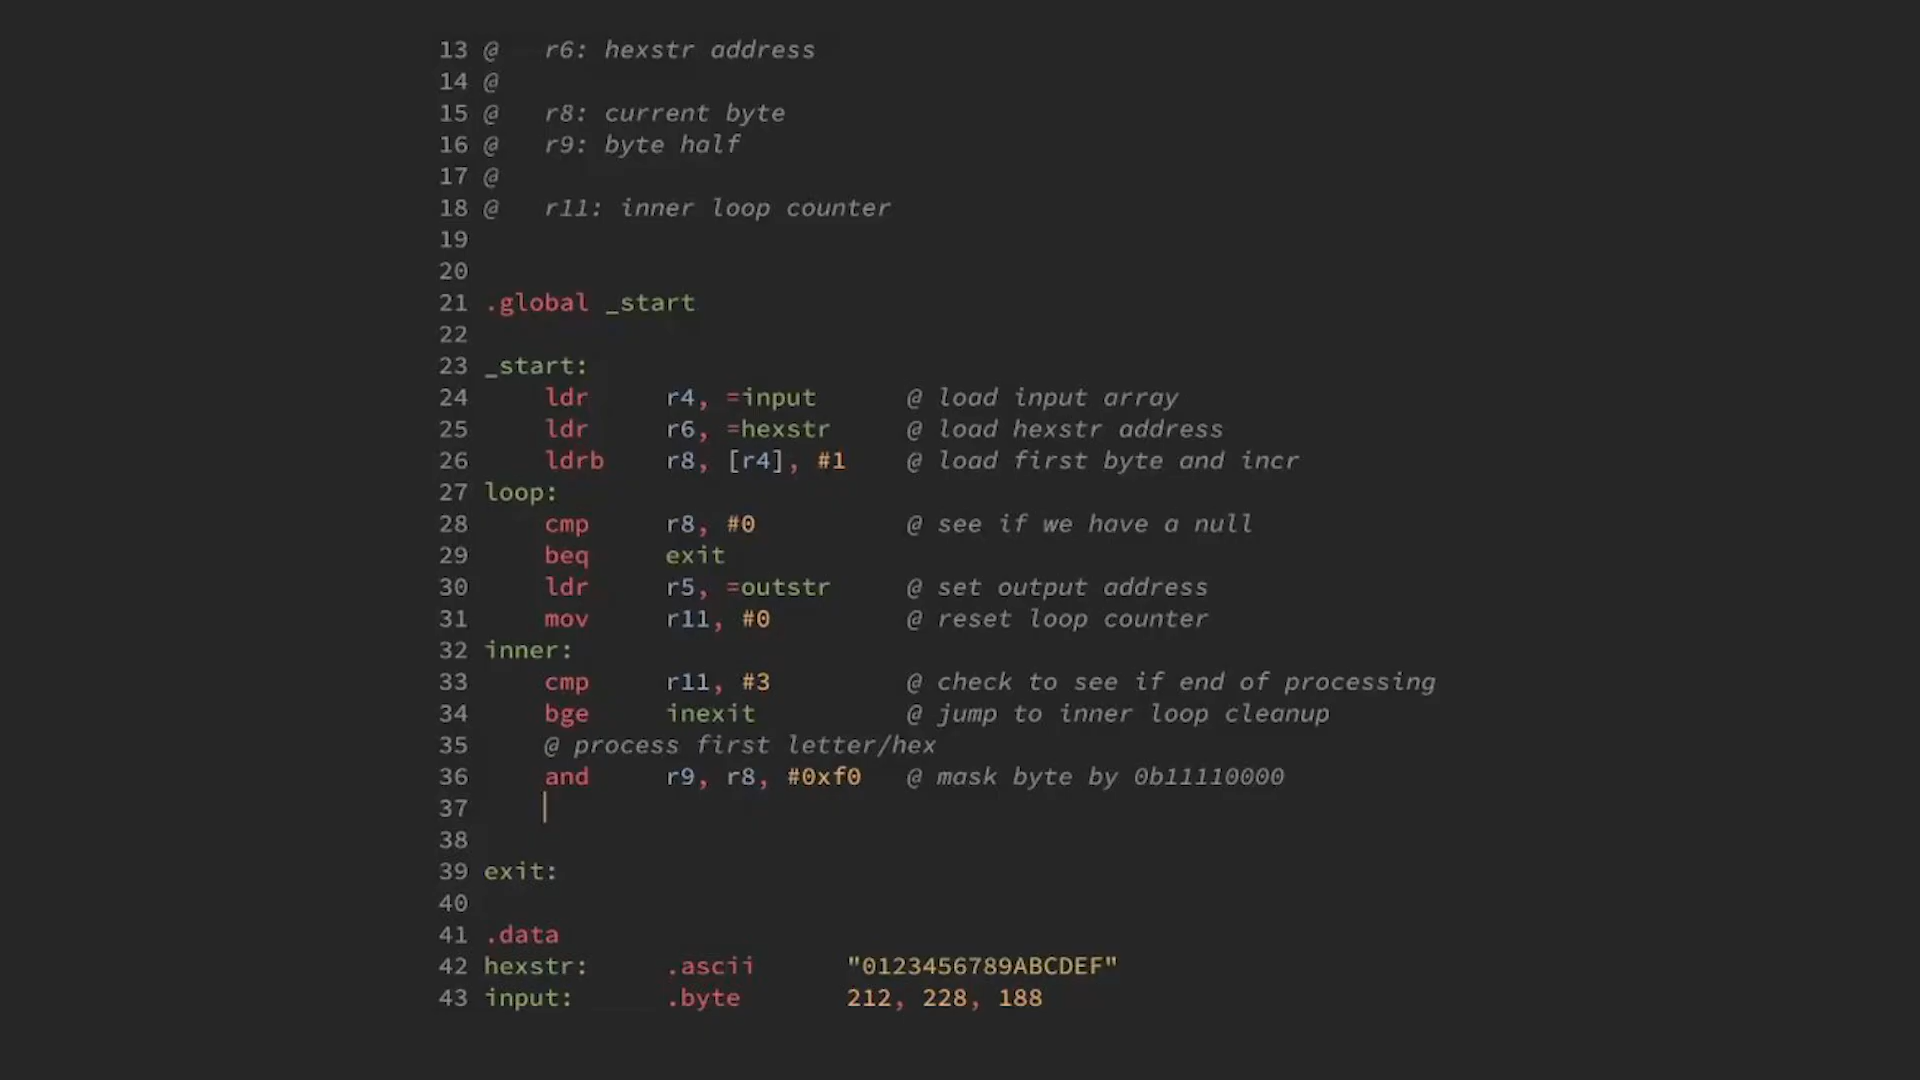 13 @   r6: hexstr address
14 @
15 @   r8: current byte
16 @   r9: byte half
17 @
18 @   r11: inner loop counter
19
20
21 .global _start
22
23 _start:
24     ldr     r4, =input      @ load input array
25     ldr     r6, =hexstr     @ load hexstr address
26     ldrb    r8, [r4], #1    @ load first byte and incr
27 loop:
28     cmp     r8, #0          @ see if we have a null
29     beq     exit
30     ldr     r5, =outstr     @ set output address
31     mov     r11, #0         @ reset loop counter
32 inner:
33     cmp     r11, #3         @ check to see if end of processing
34     bge     inexit          @ jump to inner loop cleanup
35     @ process first letter/hex
36     and     r9, r8, #0xf0   @ mask byte by 0b11110000
37
38
39 exit:
40
41 .data
42 hexstr:     .ascii      "0123456789ABCDEF"
43 input:      .byte       212, 228, 188